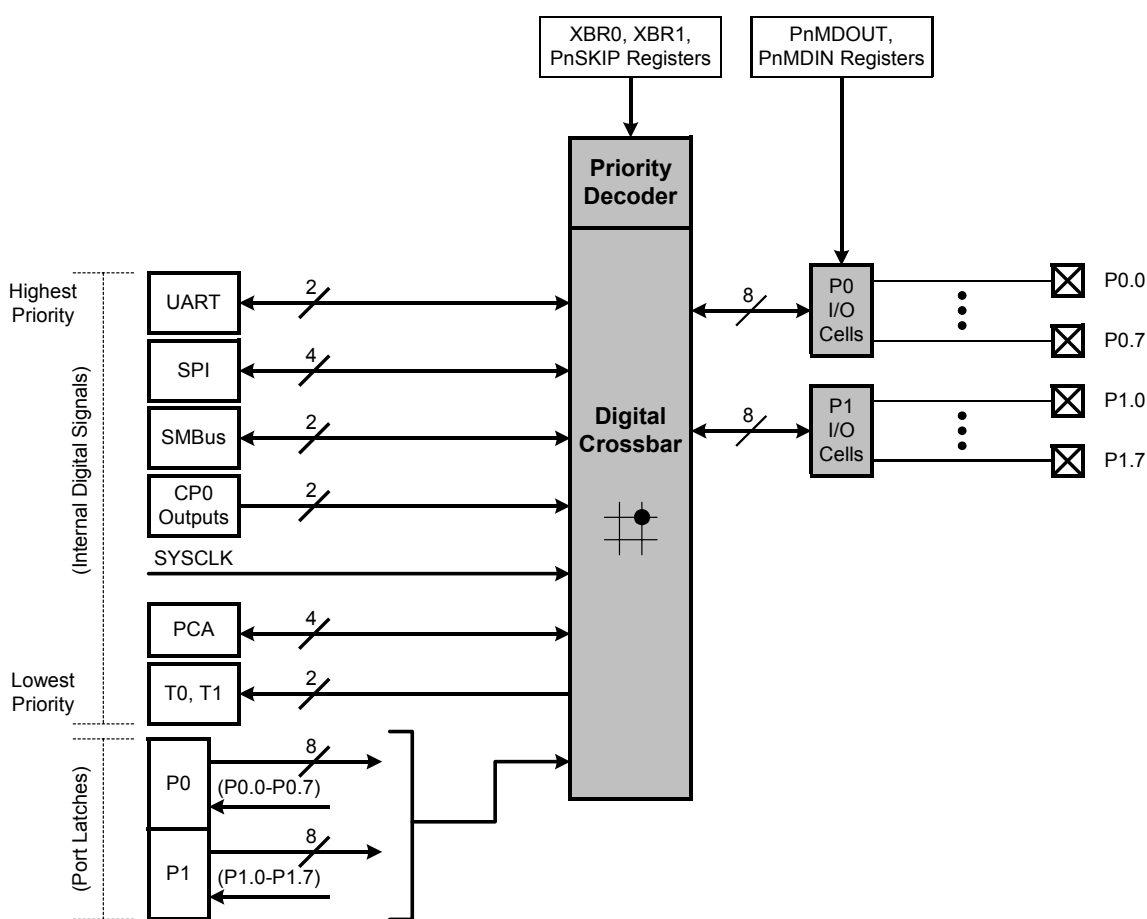 XBR0, XBR1,
PnSKIP Registers
PnMDOUT,
PnMDIN Registers
Priority
Decoder
Highest
Priority
(Internal Digital Signals)
UART
2
SPI
4
SMBus
2
CP0
Outputs
2
SYSCLK
PCA
4
Lowest
Priority
T0, T1
2
Digital
Crossbar
8
P0
I/O
Cells
P0.0
P0.7
8
P1
I/O
Cells
P1.0
P1.7
(Port Latches)
P0
8
(P0.0-P0.7)
P1
8
(P1.0-P1.7)